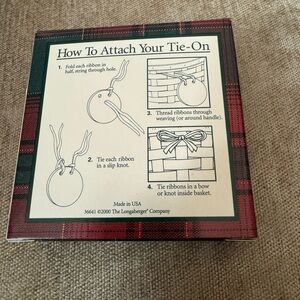 How To Attach Your Tie-On
1. Fold each ribbon in
half, string through hole.
3. Thread ribbons through
weaving (or around handle).
2. Tie each ribbon
in a slip knot.
4. Tie ribbons in a bow
or knot inside basket.
Made in USA
36641 ©2000 The Longaberger® Company